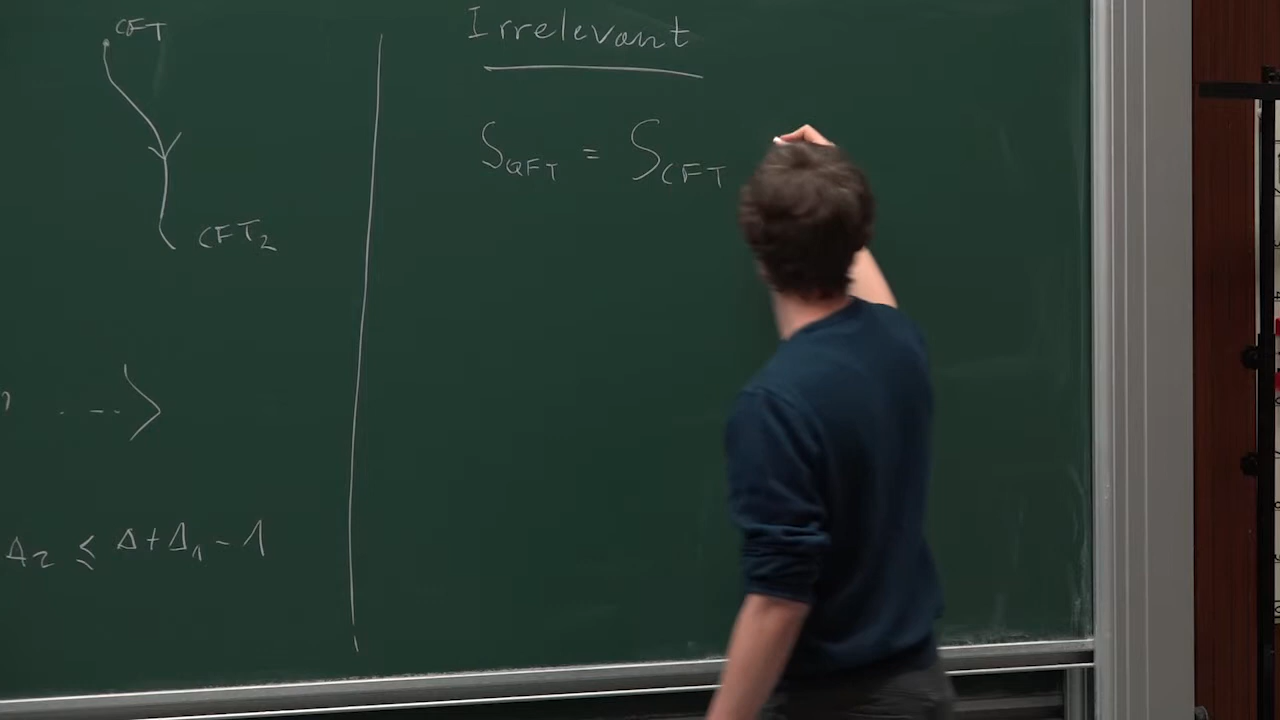 CFT
CFT₂
, . -- . . >
Δ₂ ≤ Δ+Δ₁ - 1
Irrelevant
S_QFT = S_CFT